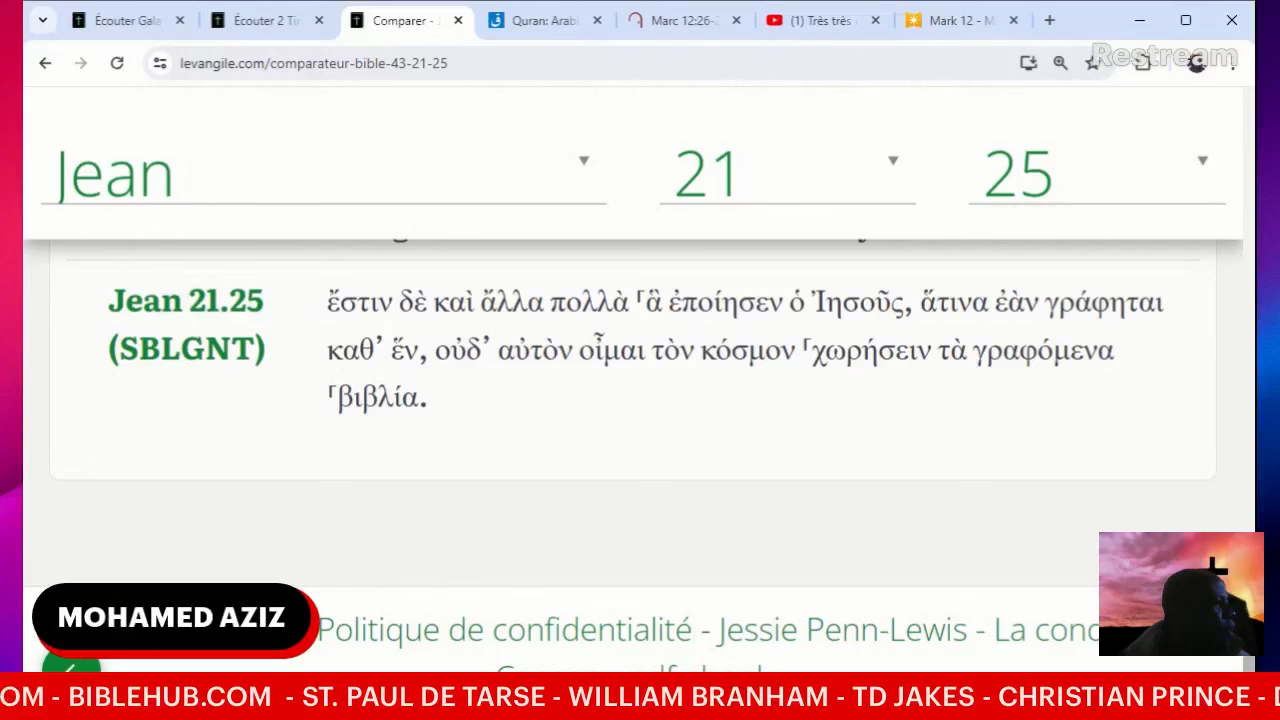 Écouter Gala
Écouter 2 Tir
Comparer - J
Quran: Arabi
Marc 12:26-2
(1) Très très
Mark 12 - M
levangile.com/comparateur-bible-43-21-25
Restream
Jean
21
25
Jean 21.25
(SBLGNT)
ἔστιν δὲ καὶ ἄλλα πολλὰ ⸀ἃ ἐποίησεν ὁ Ἰησοῦς, ἅτινα ἐὰν γράφηται
καθ’ ἕν, οὐδ’ αὐτὸν οἶμαι τὸν κόσμον ⸀χωρήσειν τὰ γραφόμενα
⸀βιβλία.
MOHAMED AZIZ
Politique de confidentialité - Jessie Penn-Lewis - La cond
OM - BIBLEHUB.COM - ST. PAUL DE TARSE - WILLIAM BRANHAM - TD JAKES - CHRISTIAN PRINCE - D